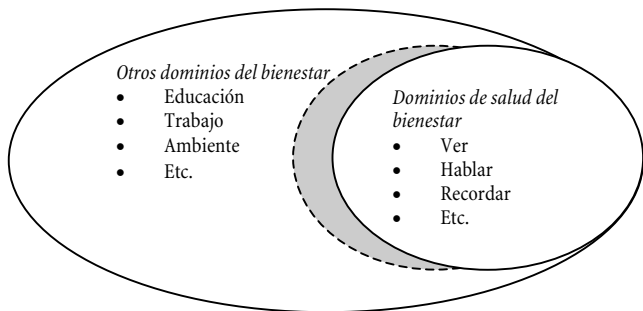 Otros dominios del bienestar
• Educación
• Trabajo
• Ambiente
• Etc.
Dominios de salud del
bienestar
• Ver
• Hablar
• Recordar
• Etc.